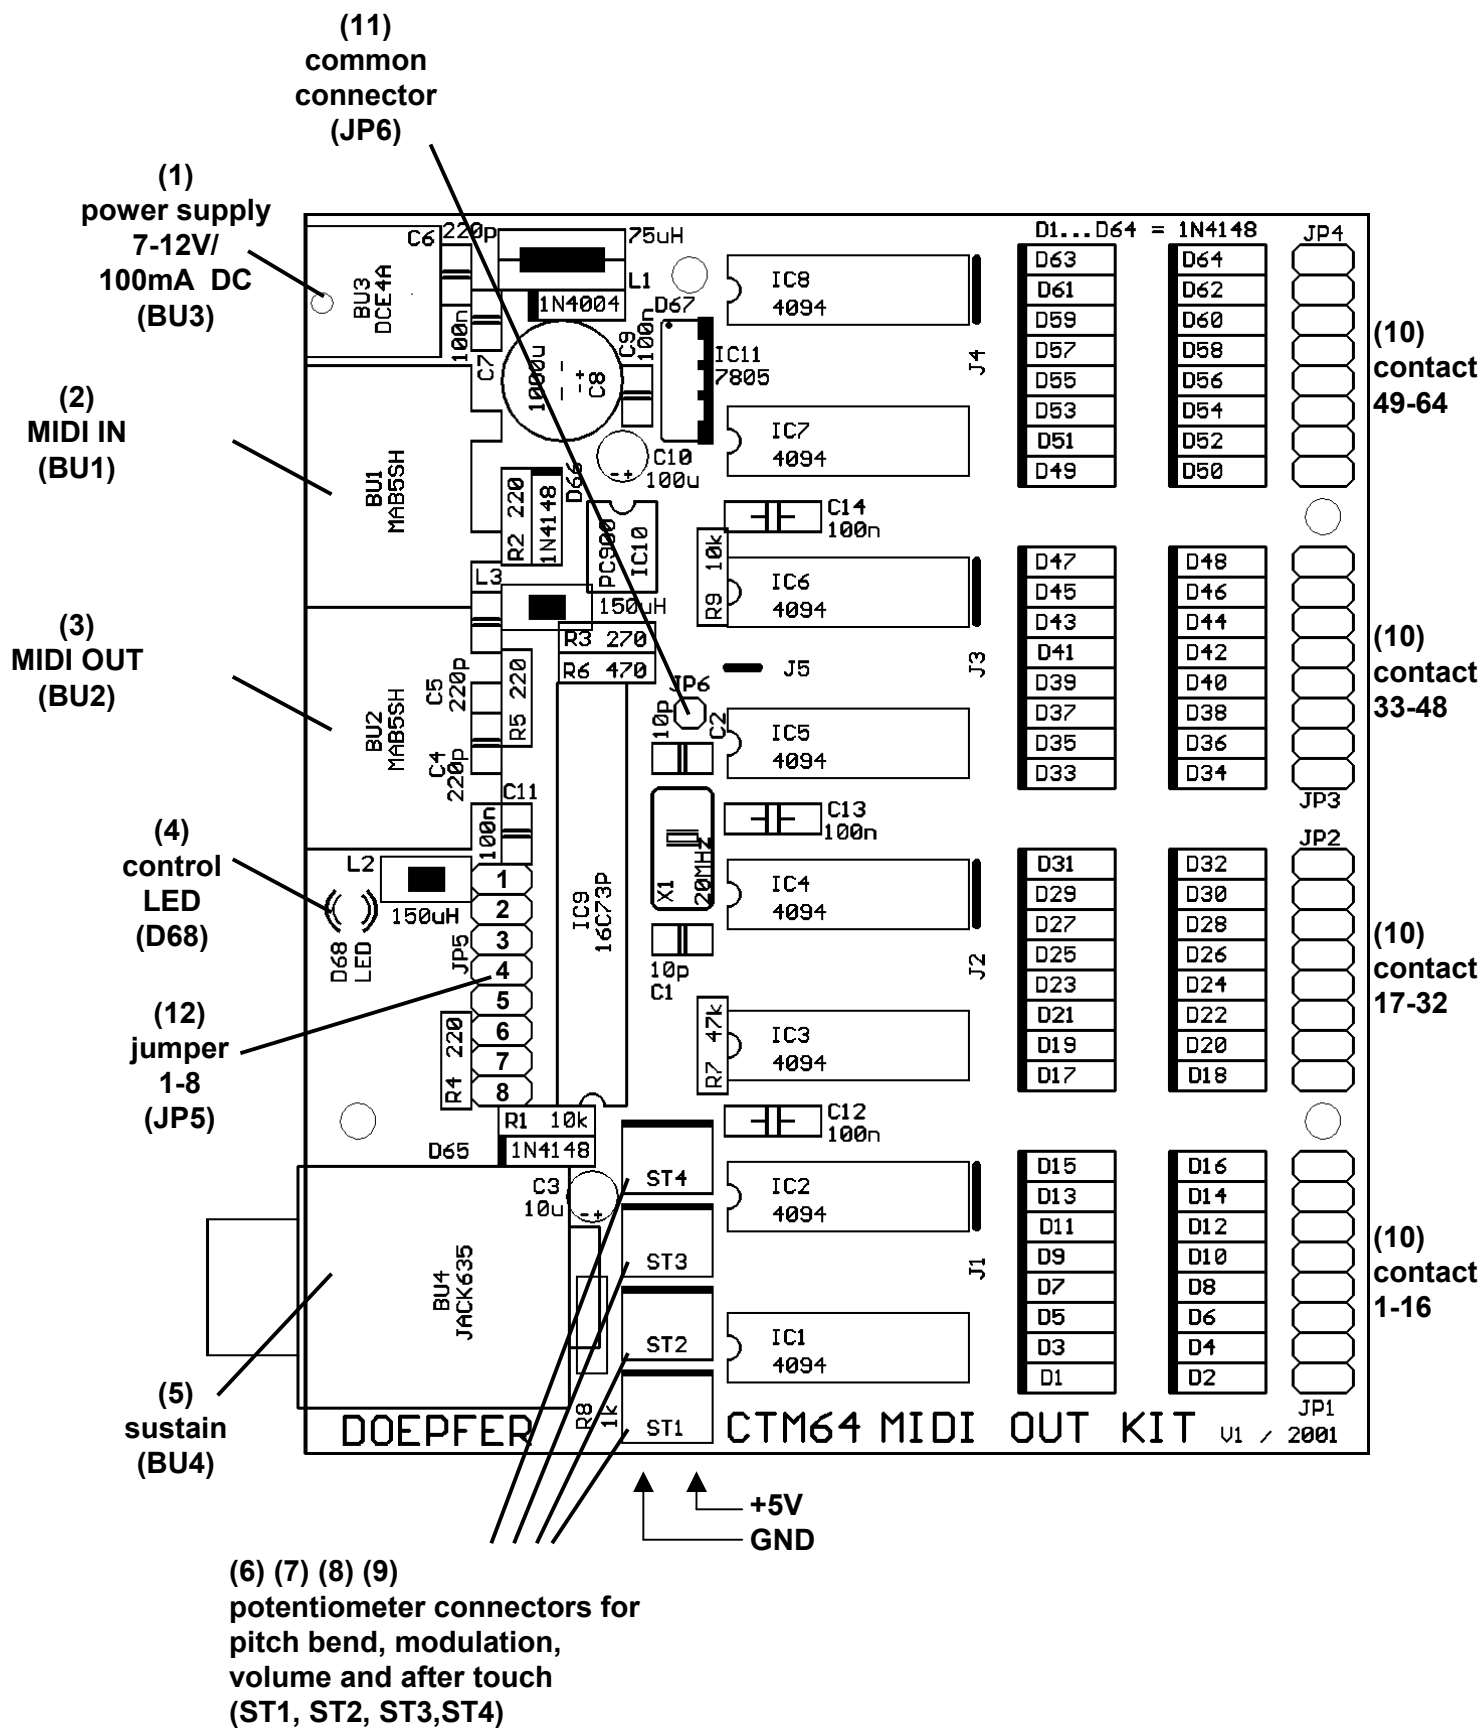 (11)
common
connector
(JP6)
(1)
power supply
7-12V/
100mA DC
(BU3)
(2)
MIDI IN
(BU1)
(3)
MIDI OUT
(BU2)
(4)
control
LED
(D68)
(12)
jumper
1-8
(JP5)
(5)
sustain
(BU4)
C6
220p
75uH
L1
BU3
DCE4A
100n
C7
1N4004
D67
1000u
C8
C9
100n
IC11
7805
C10
100u
BU1
MAB5SH
R2 220
1N4148
D66
PC900
IC10
L3
150uH
R3 270
R6 470
BU2
MAB5SH
C5
220p
R5 220
C4
220p
C11
100n
JP6
J5
10p
C2
X1
20MHZ
10p
C1
L2
150uH
D68
LED
JP5
1
2
3
4
5
6
7
8
IC9
16C73P
R4 220
R1 10k
D65
1N4148
C3
10u
BU4
JACK635
R8
1k
ST4
ST3
ST2
ST1
IC8
4094
IC7
4094
C14
100n
R9 10k
IC6
4094
IC5
4094
C13
100n
IC4
4094
R7 47k
IC3
4094
C12
100n
IC2
4094
IC1
4094
J4
J3
J2
J1
D1...D64 = 1N4148
JP4
D63 D64
D61 D62
D59 D60
D57 D58
D55 D56
D53 D54
D51 D52
D49 D50
D47 D48
D45 D46
D43 D44
D41 D42
D39 D40
D37 D38
D35 D36
D33 D34
JP3
JP2
D31 D32
D29 D30
D27 D28
D25 D26
D23 D24
D21 D22
D19 D20
D17 D18
D15 D16
D13 D14
D11 D12
D9 D10
D7 D8
D5 D6
D3 D4
D1 D2
JP1
(10)
contact
49-64
(10)
contact
33-48
(10)
contact
17-32
(10)
contact
1-16
DOEPFER CTM64 MIDI OUT KIT V1 / 2001
+5V
GND
(6) (7) (8) (9)
potentiometer connectors for
pitch bend, modulation,
volume and after touch
(ST1, ST2, ST3,ST4)